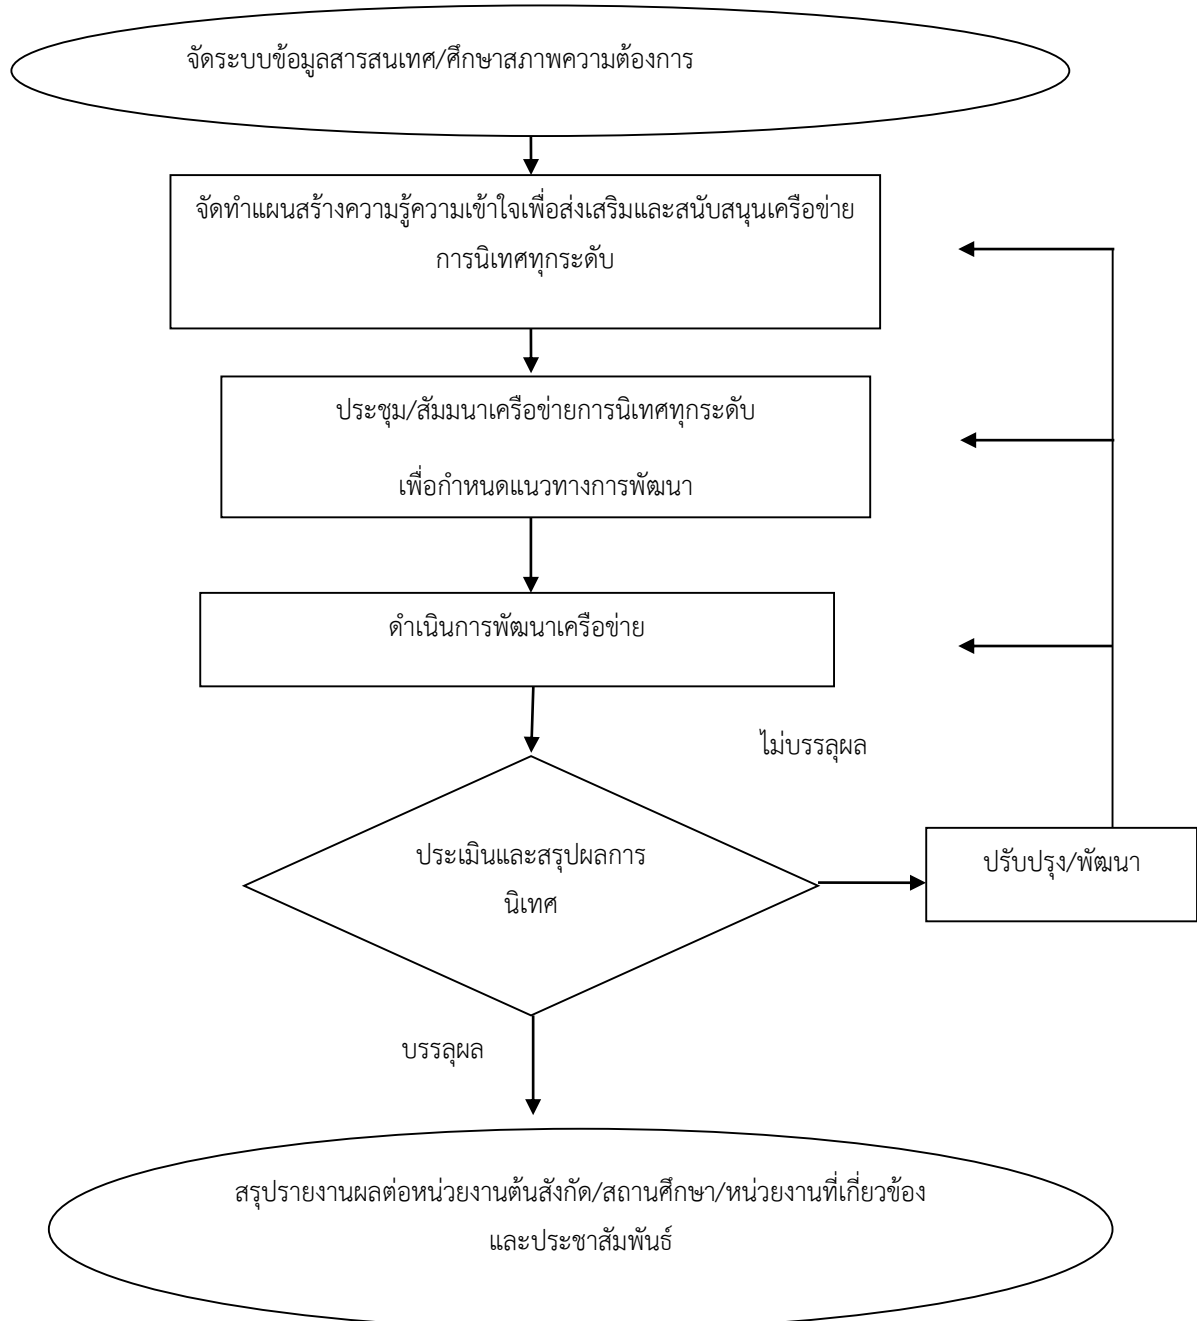 จัดระบบข้อมูลสารสนเทศ/ศึกษาสภาพความต้องการ
จัดทำแผนสร้างความรู้ความเข้าใจเพื่อส่งเสริมและสนับสนุนเครือข่าย
การนิเทศทุกระดับ
ประชุม/สัมมนาเครือข่ายการนิเทศทุกระดับ
เพื่อกำหนดแนวทางการพัฒนา
ดำเนินการพัฒนาเครือข่าย
ไม่บรรลุผล
ประเมินและสรุปผลการ
นิเทศ
ปรับปรุง/พัฒนา
บรรลุผล
สรุปรายงานผลต่อหน่วยงานต้นสังกัด/สถานศึกษา/หน่วยงานที่เกี่ยวข้อง
และประชาสัมพันธ์